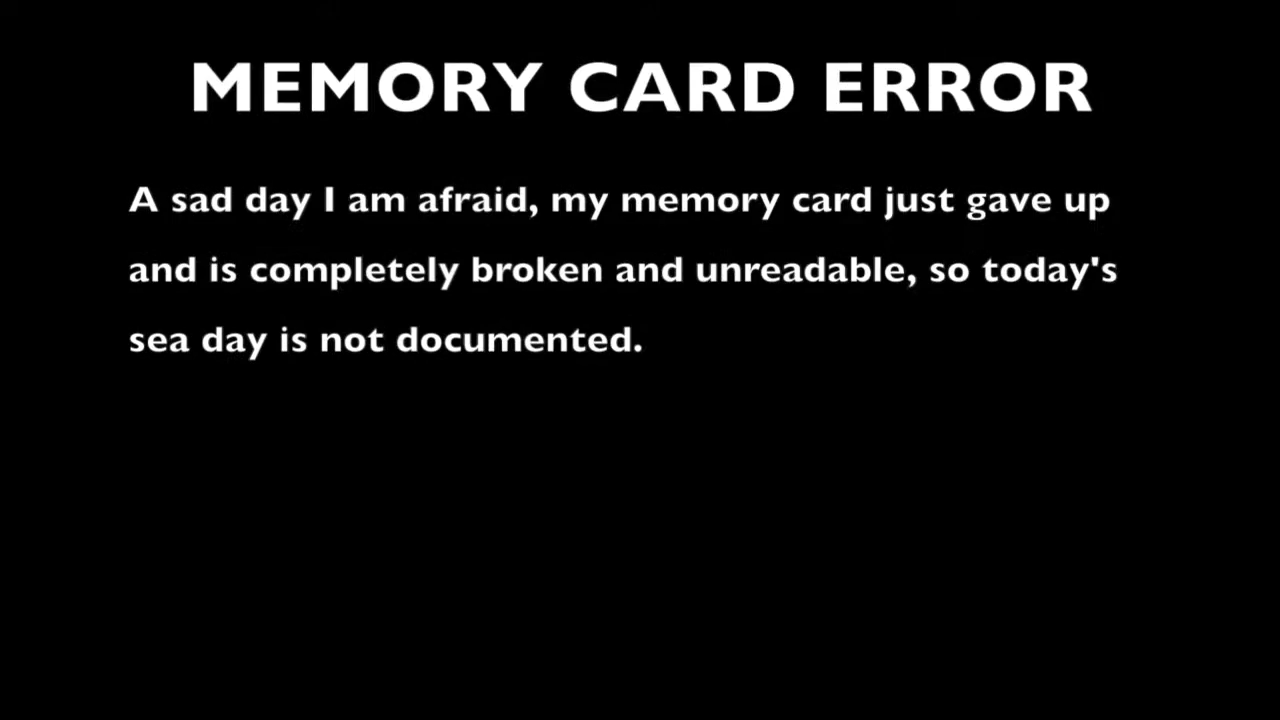 MEMORY CARD ERROR
A sad day I am afraid, my memory card just gave up
and is completely broken and unreadable, so today's
sea day is not documented.